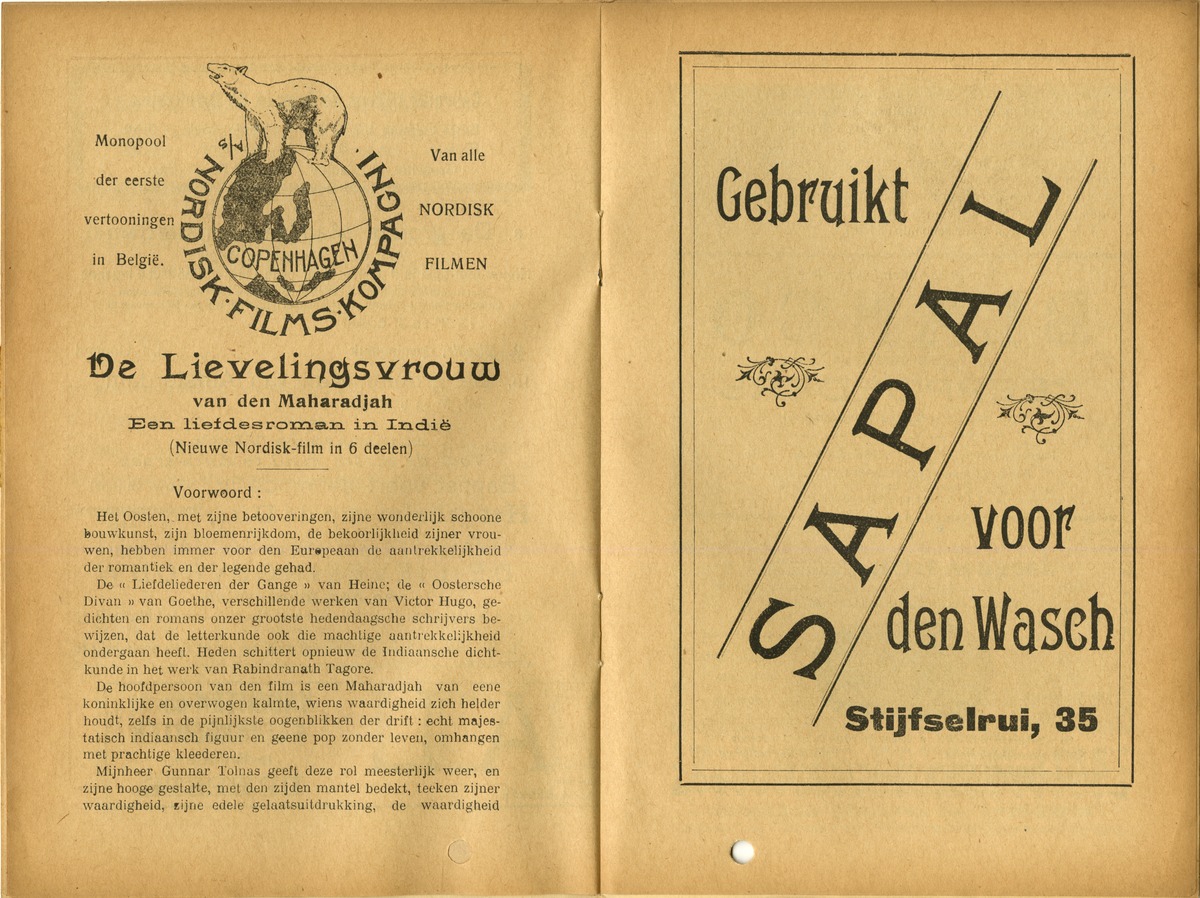 Monopool
der eerste
vertooningen
in België.
A/S NORDISK·FILMS·KOMPAGNI
COPENHAGEN
Van alle
NORDISK
FILMEN
De Lievelingsvrouw
van den Maharadjah
Een liefdesroman in Indië
(Nieuwe Nordisk-film in 6 deelen)
Voorwoord :
Het Oosten, met zijne betooveringen, zijne wonderlijk schoone
bouwkunst, zijn bloemenrijkdom, de bekoorlijkheid zijner vrou-
wen, hebben immer voor den Europeaan de aantrekkelijkheid
der romantiek en der legende gehad.
De « Liefdeliederen der Gange » van Heine; de « Oostersche
Divan » van Goethe, verschillende werken van Victor Hugo, ge-
dichten en romans onzer grootste hedendaagsche schrijvers be-
wijzen, dat de letterkunde ook die machtige aantrekkelijkheid
ondergaan heeft. Heden schittert opnieuw de Indiaansche dicht-
kunde in het werk van Rabindranath Tagore.
De hoofdpersoon van den film is een Maharadjah van eene
koninklijke en overwogen kalmte, wiens waardigheid zich helder
houdt, zelfs in de pijnlijkste oogenblikken der drift : echt majes-
tatisch indiaansch figuur en geene pop zonder leven, omhangen
met prachtige kleederen.
Mijnheer Gunnar Tolnas geeft deze rol meesterlijk weer, en
zijne hooge gestalte, met den zijden mantel bedekt, teeken zijner
waardigheid, zijne edele gelaatsuitdrukking, de waardigheid
Gebruikt
SAPAL
voor
den Wasch
Stijfselrui, 35